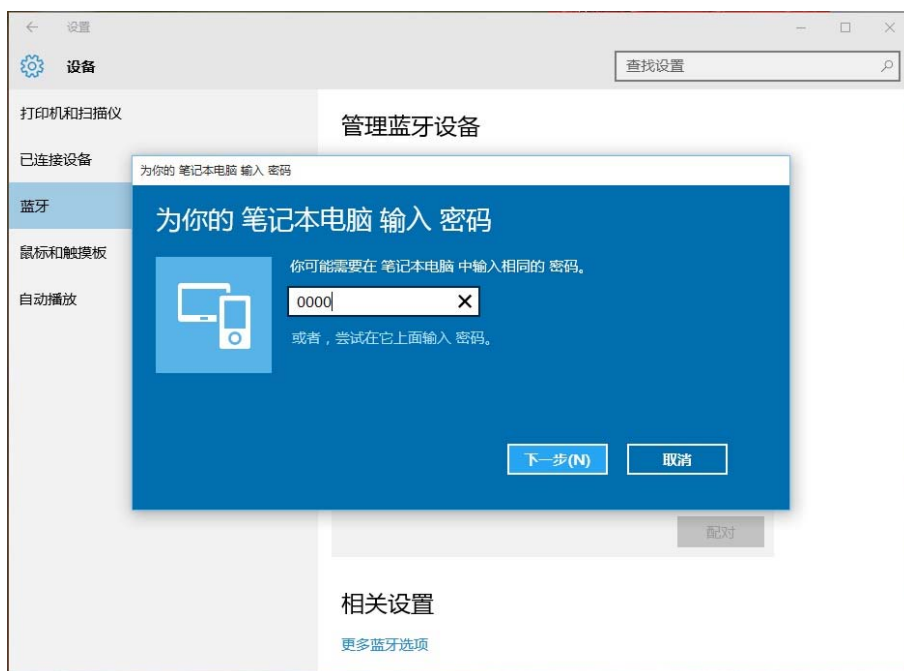 设置
设备
查找设置
打印机和扫描仪
已连接设备
蓝牙
鼠标和触摸板
自动播放
管理蓝牙设备
为你的 笔记本电脑 输入 密码
为你的 笔记本电脑 输入 密码
你可能需要在 笔记本电脑 中输入相同的 密码。
0000
或者，尝试在它上面输入 密码。
下一步(N)
取消
配对
相关设置
更多蓝牙选项